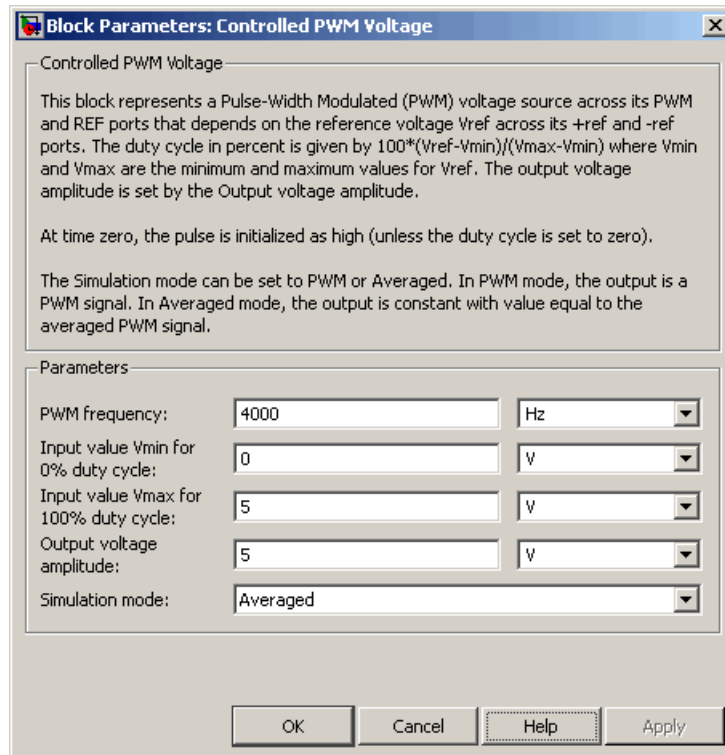 Block Parameters: Controlled PWM Voltage
Controlled PWM Voltage
This block represents a Pulse-Width Modulated (PWM) voltage source across its PWM
and REF ports that depends on the reference voltage Vref across its +ref and -ref
ports. The duty cycle in percent is given by 100*(Vref-Vmin)/(Vmax-Vmin) where Vmin
and Vmax are the minimum and maximum values for Vref. The output voltage
amplitude is set by the Output voltage amplitude.
At time zero, the pulse is initialized as high (unless the duty cycle is set to zero).
The Simulation mode can be set to PWM or Averaged. In PWM mode, the output is a
PWM signal. In Averaged mode, the output is constant with value equal to the
averaged PWM signal.
Parameters
PWM frequency: 4000 Hz
Input value Vmin for
0% duty cycle: 0 V
Input value Vmax for
100% duty cycle: 5 V
Output voltage
amplitude: 5 V
Simulation mode: Averaged
OK Cancel Help Apply